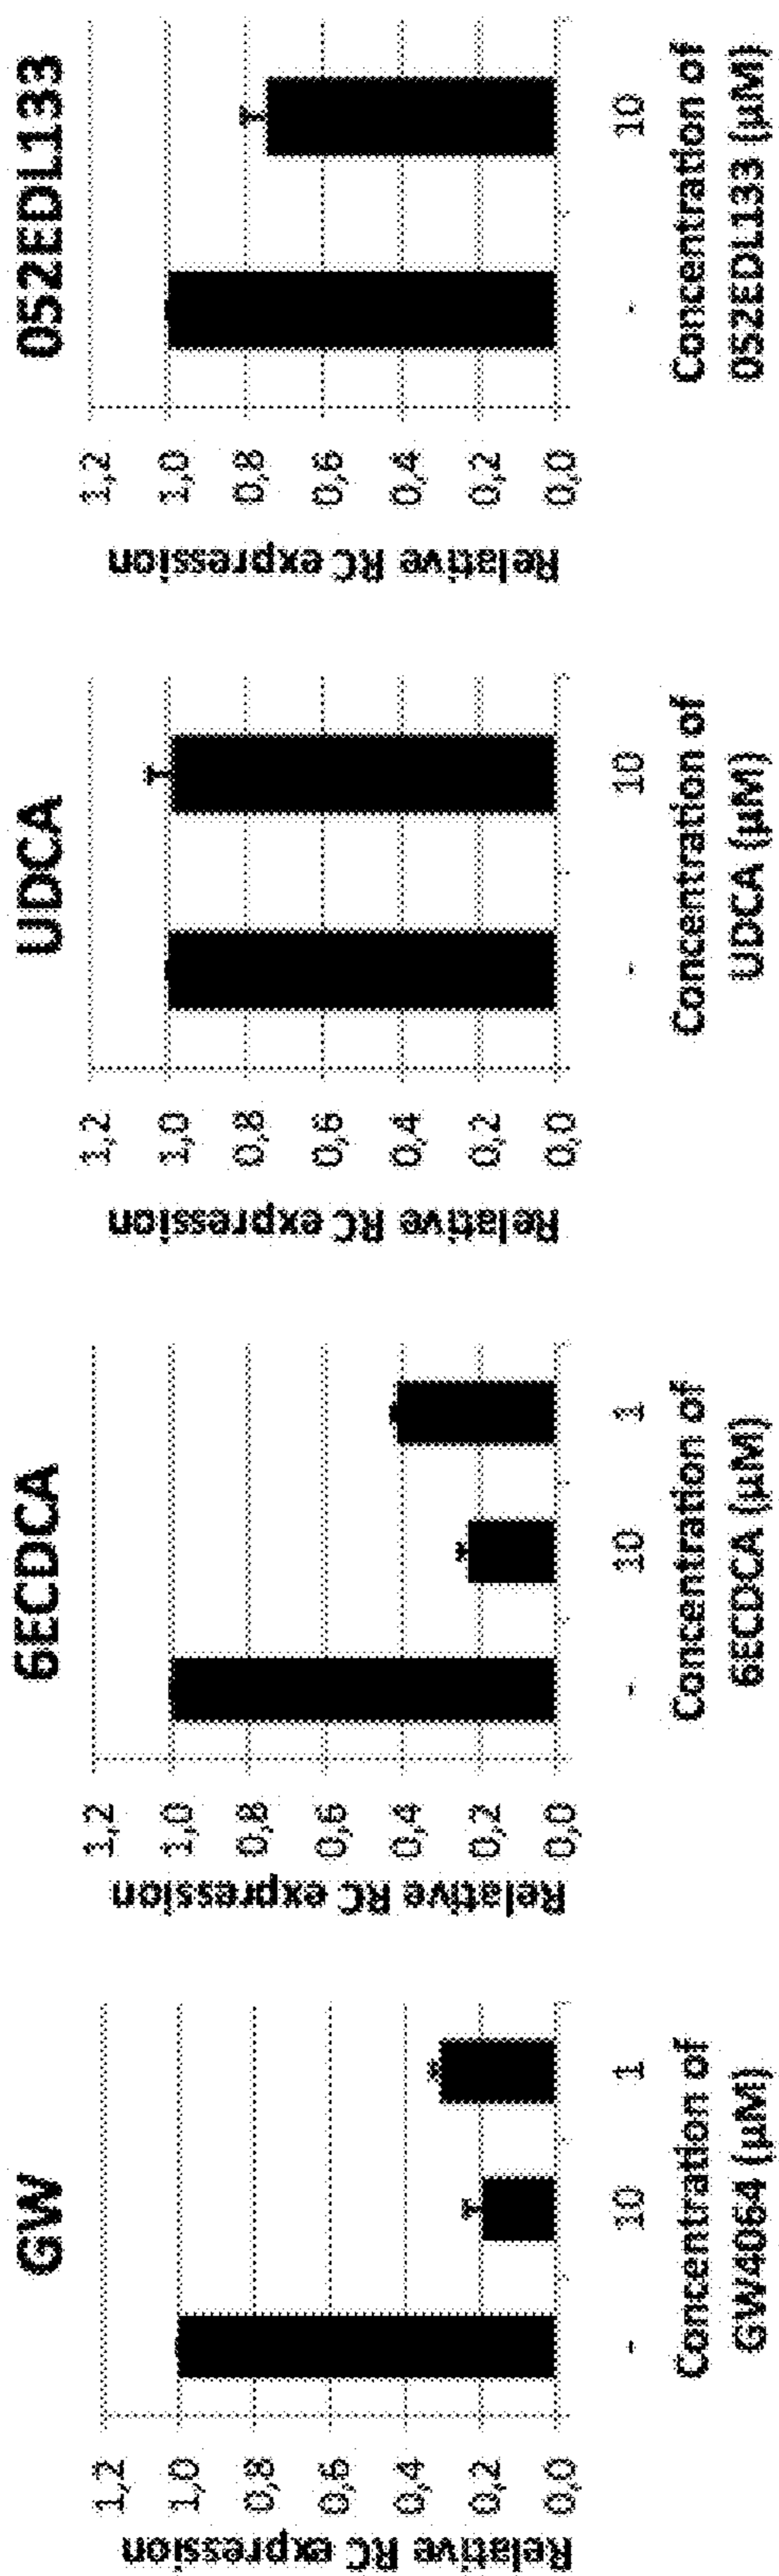 GW
Relative RC expression
1,2
1,0
0,8
0,6
0,4
0,2
0,0
- 10 1
Concentration of
GW4064 (µM)
6ECDCA
Relative RC expression
1,2
1,0
0,8
0,6
0,4
0,2
0,0
- 10 1
Concentration of
6ECDCA (µM)
UDCA
Relative RC expression
1,2
1,0
0,8
0,6
0,4
0,2
0,0
- 10
Concentration of
UDCA (µM)
052EDL133
Relative RC expression
1,2
1,0
0,8
0,6
0,4
0,2
0,0
- 10
Concentration of
052EDL133 (µM)